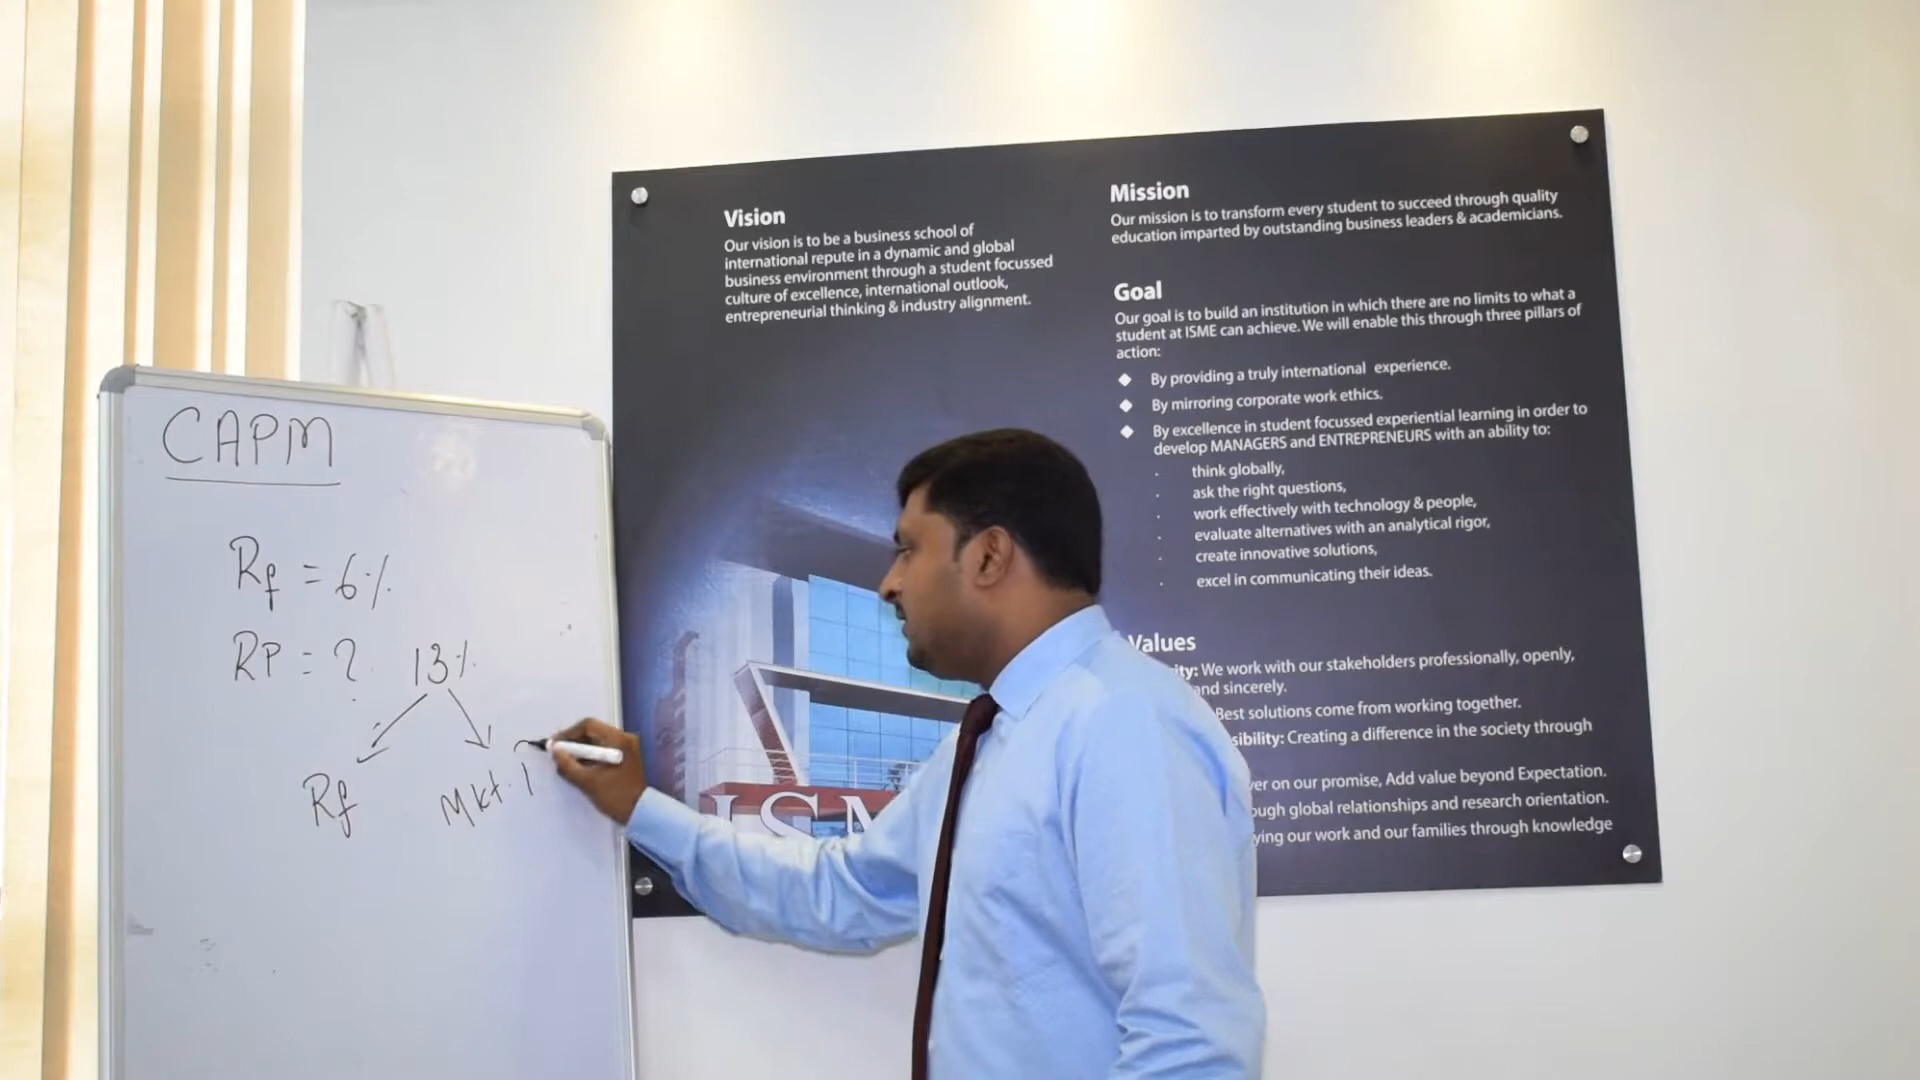 CAPM
Rf = 6%
RP = ? 13%
Rf
Mkt.
Vision
Our vision is to be a business school of
international repute in a dynamic and global
business environment through a student focussed
culture of excellence, international outlook,
entrepreneurial thinking & industry alignment.
Mission
Our mission is to transform every student to succeed through quality
education imparted by outstanding business leaders & academicians.
Goal
Our goal is to build an institution in which there are no limits to what a
student at ISME can achieve. We will enable this through three pillars of
action:
◆ By providing a truly international experience.
◆ By mirroring corporate work ethics.
◆ By excellence in student focussed experiential learning in order to
develop MANAGERS and ENTREPRENEURS with an ability to:
· think globally,
· ask the right questions,
· work effectively with technology & people,
· evaluate alternatives with an analytical rigor,
· create innovative solutions,
· excel in communicating their ideas.
Values
We work with our stakeholders professionally, openly,
and sincerely.
Best solutions come from working together.
Creating a difference in the society through
on our promise, Add value beyond Expectation.
global relationships and research orientation.
our work and our families through knowledge
ISM